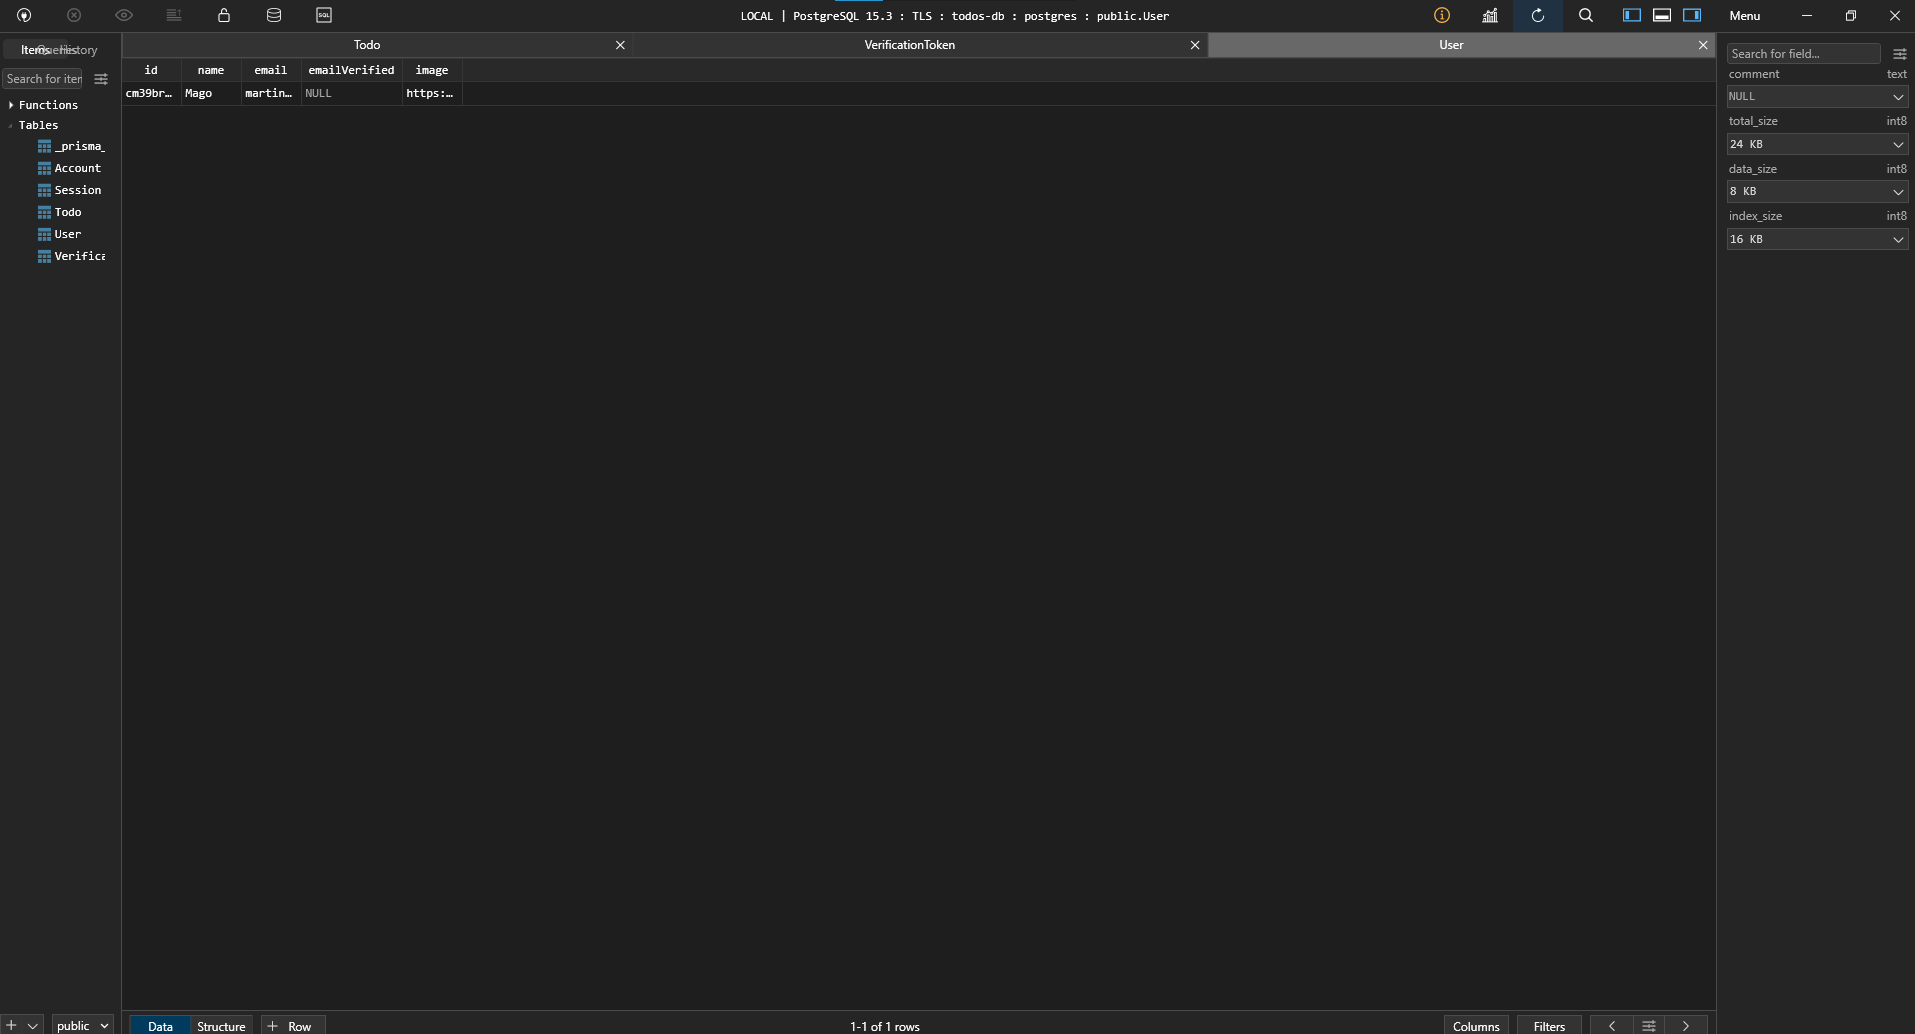 LOCAL | PostgreSQL 15.3 : TLS : todos-db : postgres : public.User
Menu
Items Queries History
Search for iter
Functions
Tables
_prisma_
Account
Session
Todo
User
Verifica
public
Todo
VerificationToken
User
id name email emailVerified image
cm39br… Mago martin… NULL https:…
Data Structure + Row
1-1 of 1 rows
Columns Filters
Search for field...
comment text
NULL
total_size int8
24 KB
data_size int8
8 KB
index_size int8
16 KB
SQL